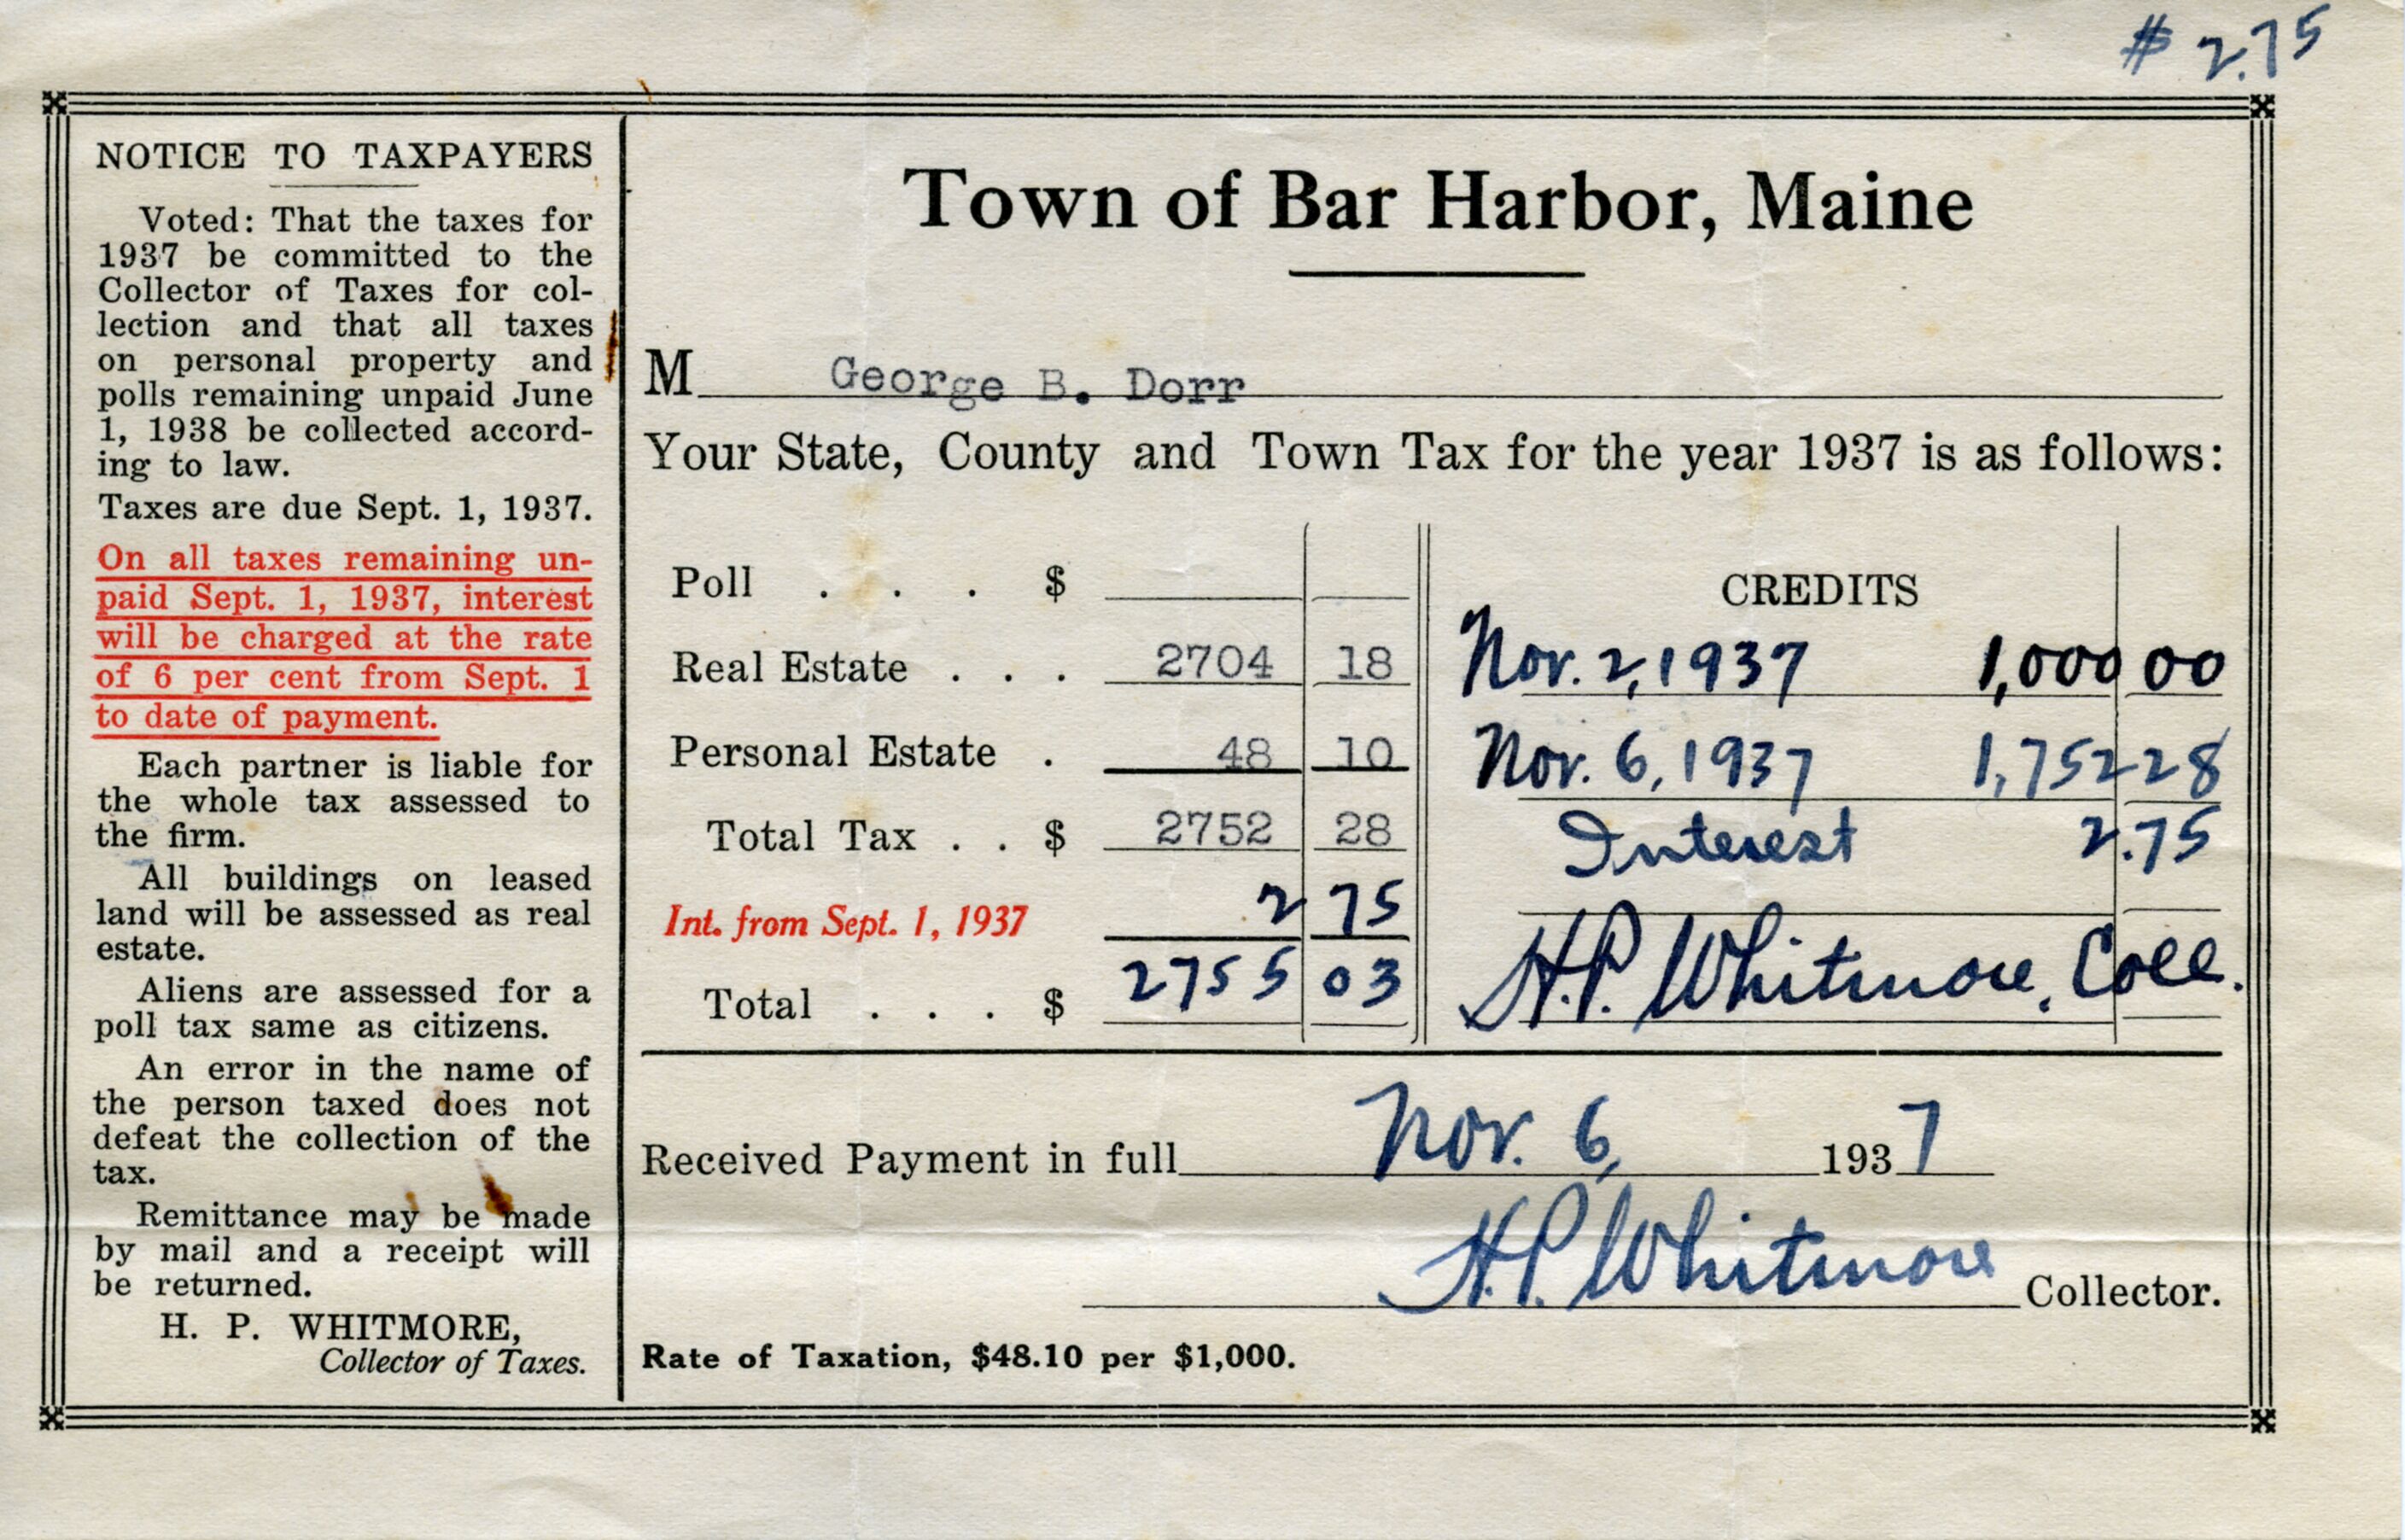 # 2.75
NOTICE TO TAXPAYERS
Voted: That the taxes for
1937 be committed to the
Collector of Taxes for col-
lection and that all taxes
on personal property and
polls remaining unpaid June
1, 1938 be collected accord-
ing to law.
Taxes are due Sept. 1, 1937.
On all taxes remaining un-
paid Sept. 1, 1937, interest
will be charged at the rate
of 6 per cent from Sept. 1
to date of payment.
Each partner is liable for
the whole tax assessed to
the firm.
All buildings on leased
land will be assessed as real
estate.
Aliens are assessed for a
poll tax same as citizens.
An error in the name of
the person taxed does not
defeat the collection of the
tax.
Remittance may be made
by mail and a receipt will
be returned.
H. P. WHITMORE,
Collector of Taxes.
Town of Bar Harbor, Maine
M George B. Dorr
Your State, County and Town Tax for the year 1937 is as follows:
Poll . . . $
Real Estate . . . 2704 18
Personal Estate . 48 10
Total Tax . . $ 2752 28
Int. from Sept. 1, 1937 2 75
Total . . . $ 2755 03
CREDITS
Nov. 2, 1937 1,000 00
Nov. 6, 1937 1,752 28
Interest 2.75
H.P. Whitmore, Coll.
Received Payment in full Nov. 6, 1937
H.P. Whitmore Collector.
Rate of Taxation, $48.10 per $1,000.